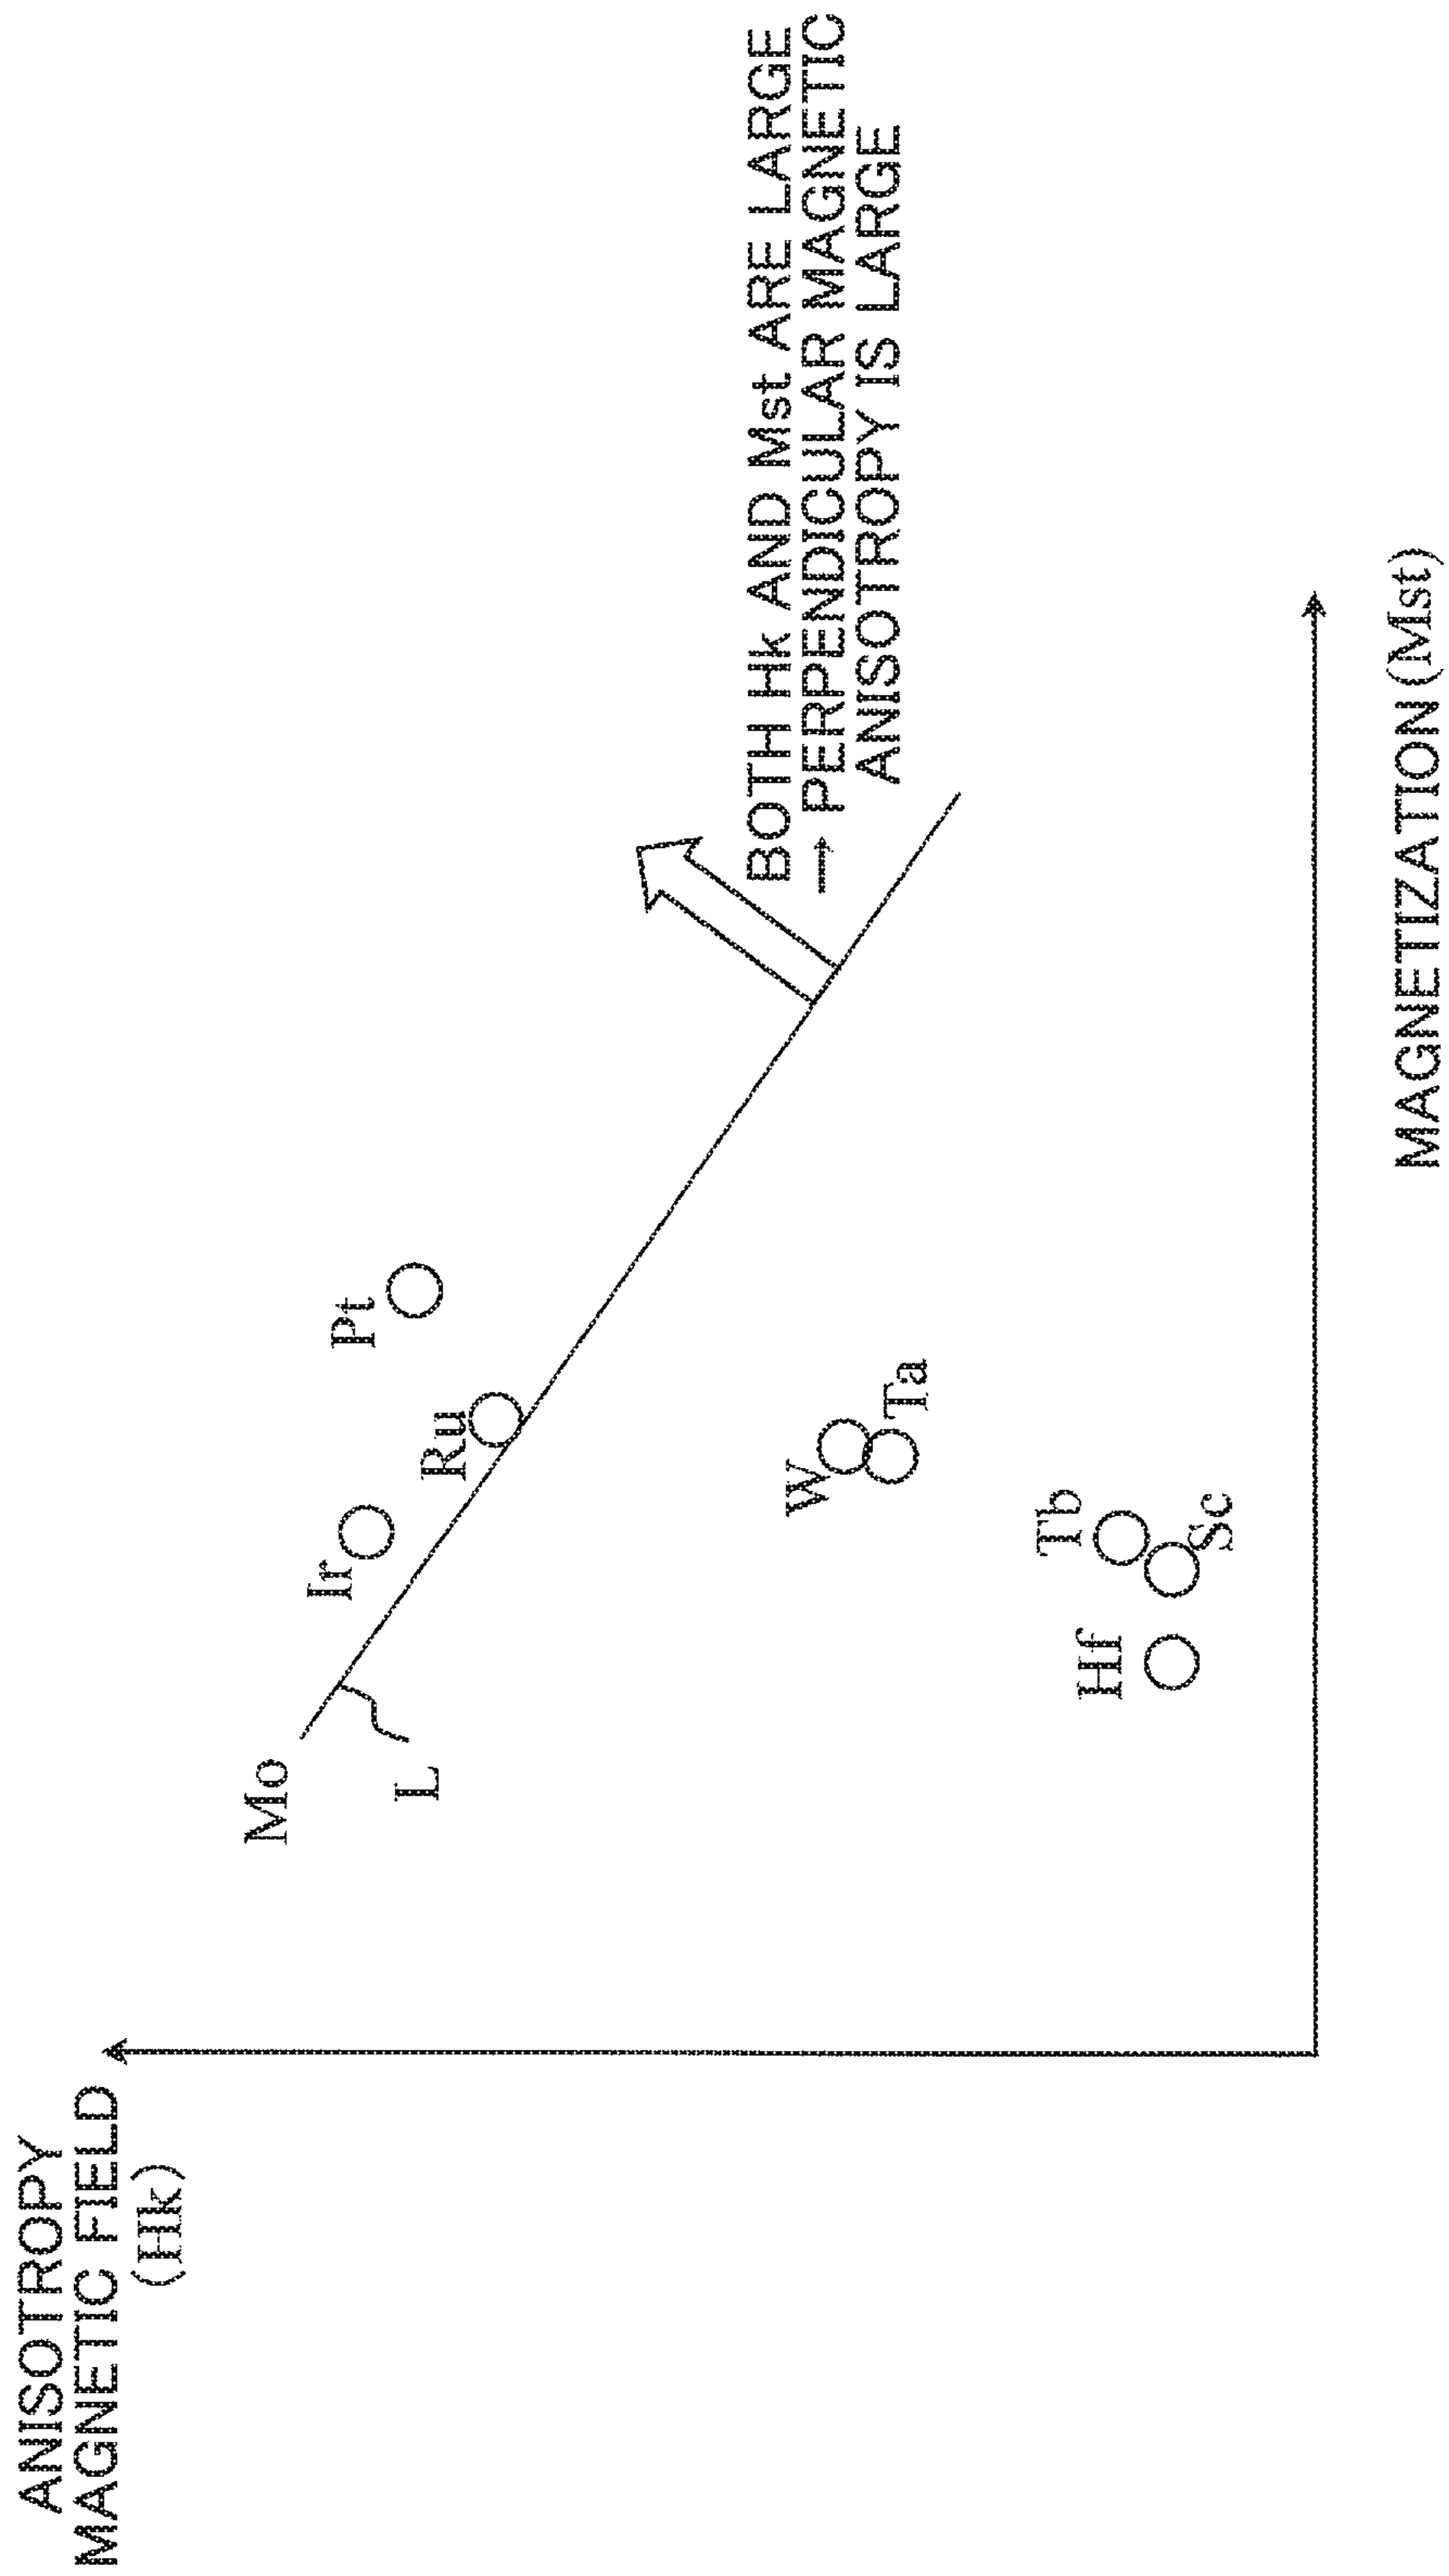 ANISOTROPY
MAGNETIC FIELD
(Hk)
Mo
L
Ir
Ru
Pt
W
Ta
Hf
Tb
Sc
BOTH Hk AND Mst ARE LARGE
→ PERPENDICULAR MAGNETIC
ANISOTROPY IS LARGE
MAGNETIZATION (Mst)